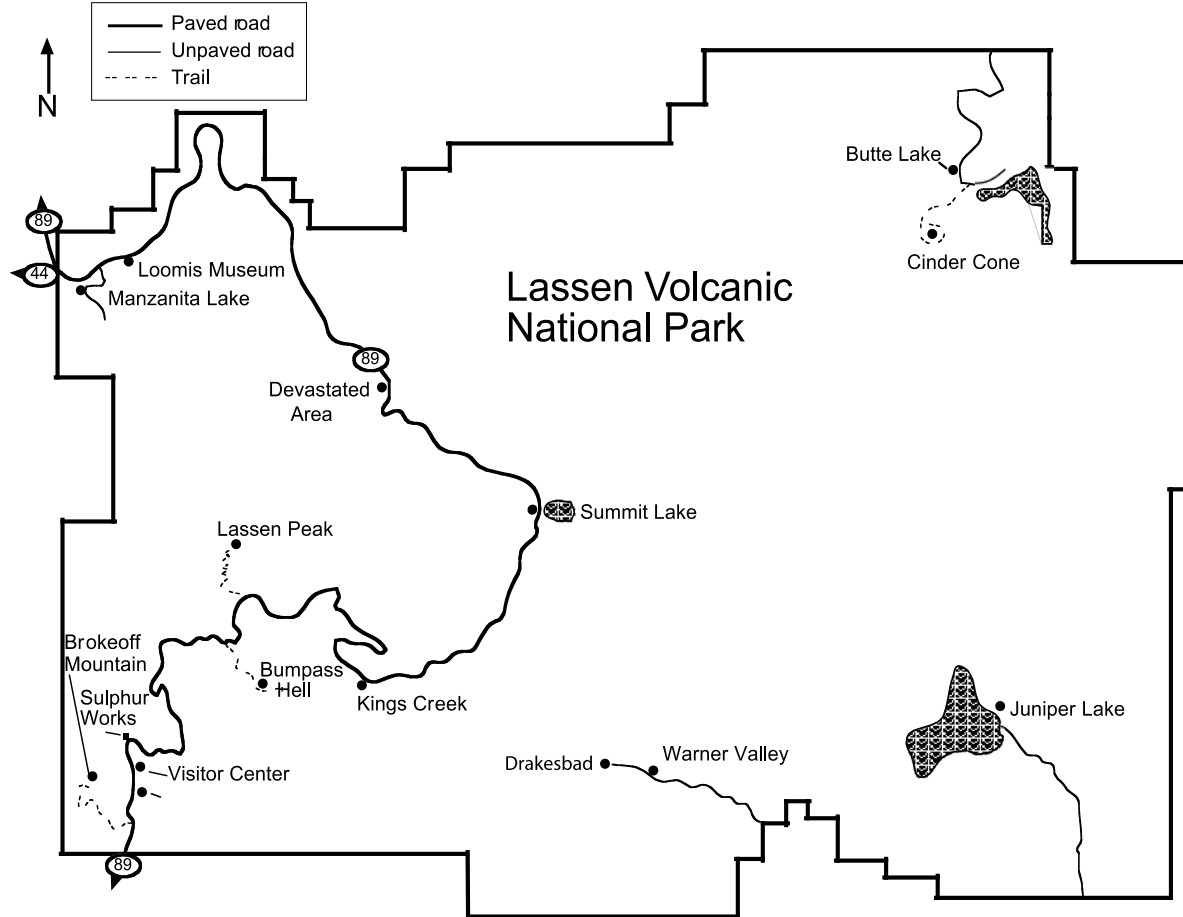 Paved road
Unpaved road
Trail
N
Butte Lake
89
Cinder Cone
44
Loomis Museum
Manzanita Lake
Lassen Volcanic
National Park
89
Devastated
Area
Summit Lake
Lassen Peak
Brokeoff
Mountain
Bumpass
Hell
Sulphur
Works
Kings Creek
Juniper Lake
Warner Valley
Drakesbad
Visitor Center
89